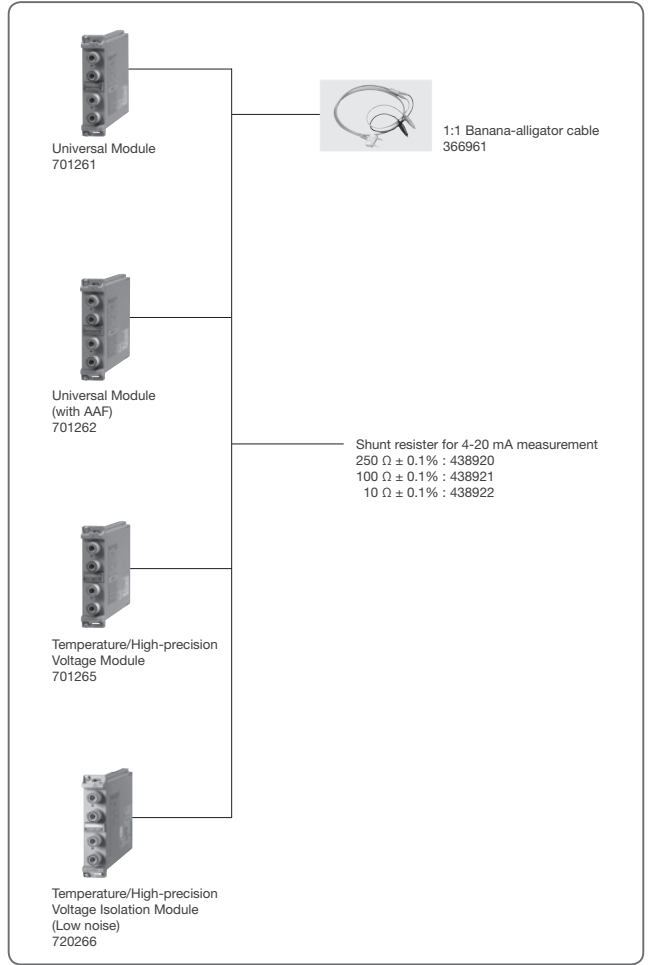 Universal Module
701261
1:1 Banana-alligator cable
366961
Universal Module
(with AAF)
701262
Shunt resister for 4-20 mA measurement
250 Ω ± 0.1% : 438920
100 Ω ± 0.1% : 438921
10 Ω ± 0.1% : 438922
Temperature/High-precision
Voltage Module
701265
Temperature/High-precision
Voltage Isolation Module
(Low noise)
720266